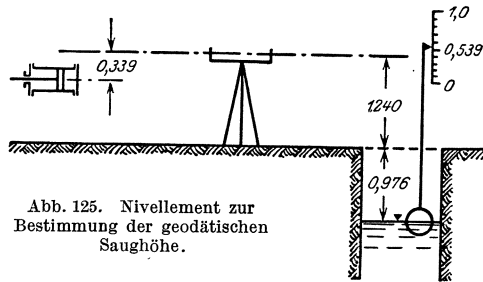 1,0
0,539
0
0,339
1240
0,976
Abb. 125. Nivellement zur
Bestimmung der geodätischen
Saughöhe.